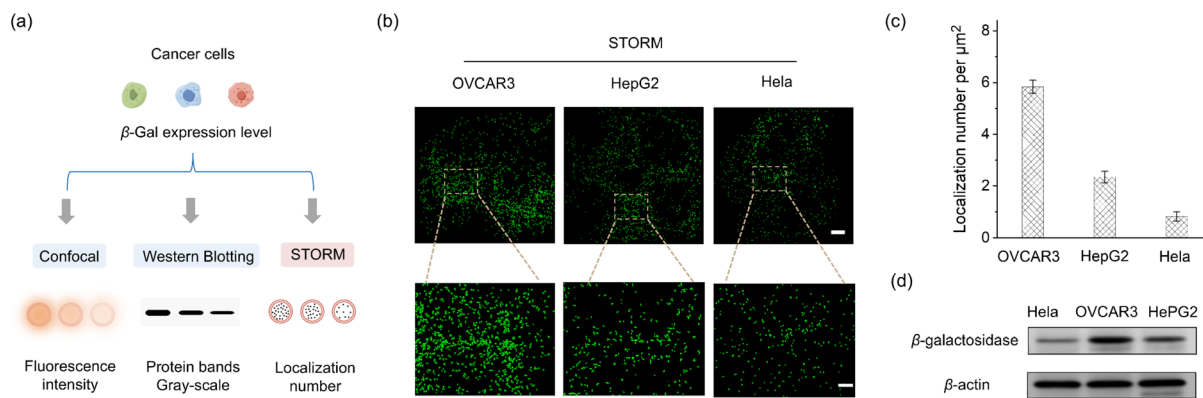 (a)
Cancer cells
β-Gal expression level
Confocal
Western Blotting
STORM
Fluorescence
intensity
Protein bands
Gray-scale
Localization
number
(b)
STORM
OVCAR3
HepG2
Hela
(c)
Localization number per µm²
8
6
4
2
0
OVCAR3
HepG2
Hela
(d)
Hela
OVCAR3
HePG2
β-galactosidase
β-actin